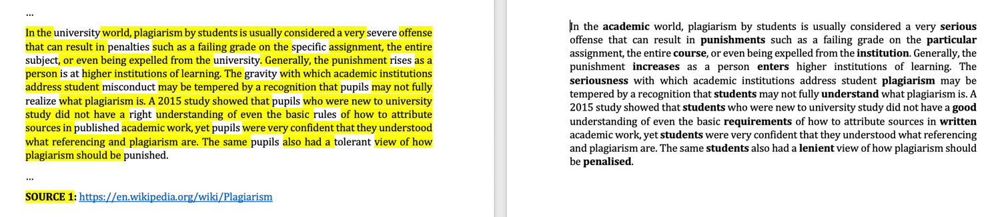 ...
In the university world, plagiarism by students is usually considered a very severe offense
that can result in penalties such as a failing grade on the specific assignment, the entire
subject, or even being expelled from the university. Generally, the punishment rises as a
person is at higher institutions of learning. The gravity with which academic institutions
address student misconduct may be tempered by a recognition that pupils may not fully
realize what plagiarism is. A 2015 study showed that pupils who were new to university
study did not have a right understanding of even the basic rules of how to attribute
sources in published academic work, yet pupils were very confident that they understood
what referencing and plagiarism are. The same pupils also had a tolerant view of how
plagiarism should be punished.
...
SOURCE 1: https://en.wikipedia.org/wiki/Plagiarism
In the academic world, plagiarism by students is usually considered a very serious
offense that can result in punishments such as a failing grade on the particular
assignment, the entire course, or even being expelled from the institution. Generally, the
punishment increases as a person enters higher institutions of learning. The
seriousness with which academic institutions address student plagiarism may be
tempered by a recognition that students may not fully understand what plagiarism is. A
2015 study showed that students who were new to university study did not have a good
understanding of even the basic requirements of how to attribute sources in written
academic work, yet students were very confident that they understood what referencing
and plagiarism are. The same students also had a lenient view of how plagiarism should
be penalised.